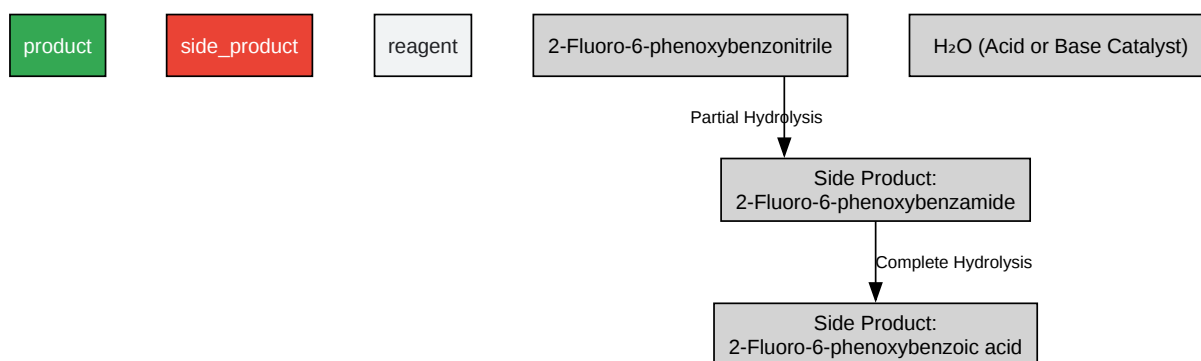 product
side_product
reagent
2-Fluoro-6-phenoxybenzonitrile
H₂O (Acid or Base Catalyst)
Partial Hydrolysis
Side Product:
2-Fluoro-6-phenoxybenzamide
Complete Hydrolysis
Side Product:
2-Fluoro-6-phenoxybenzoic acid